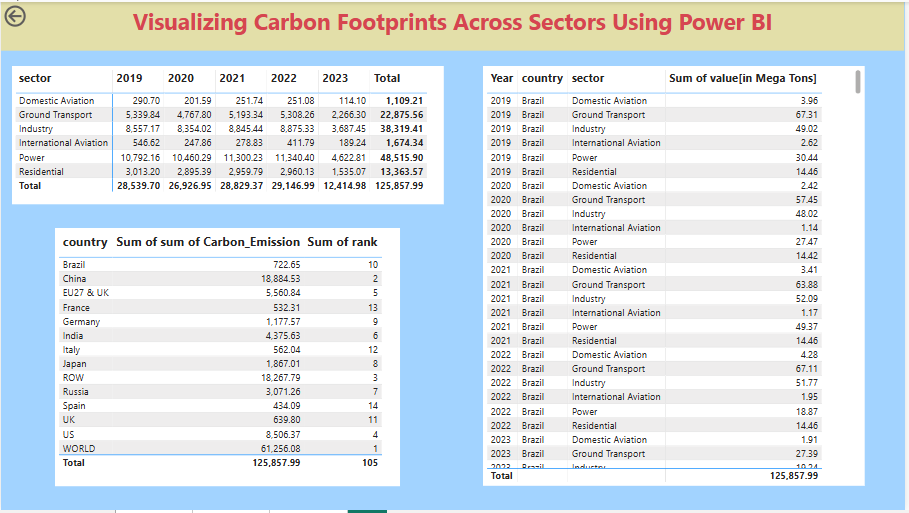 Visualizing Carbon Footprints Across Sectors Using Power BI
sector 2019 2020 2021 2022 2023 Total
Domestic Aviation 290.70 201.59 251.74 251.08 114.10 1,109.21
Ground Transport 5,339.84 4,767.80 5,193.34 5,308.26 2,266.30 22,875.56
Industry 8,557.17 8,354.02 8,845.44 8,875.33 3,687.45 38,319.41
International Aviation 546.62 247.86 278.83 411.79 189.24 1,674.34
Power 10,792.16 10,460.29 11,300.23 11,340.40 4,622.81 48,515.90
Residential 3,013.20 2,895.39 2,959.79 2,960.13 1,535.07 13,363.57
Total 28,539.70 26,926.95 28,829.37 29,146.99 12,414.98 125,857.99
country Sum of sum of Carbon_Emission Sum of rank
Brazil 722.65 10
China 18,884.53 2
EU27 & UK 5,560.84 5
France 532.31 13
Germany 1,177.57 9
India 4,375.63 6
Italy 562.04 12
Japan 1,867.01 8
ROW 18,267.79 3
Russia 3,071.26 7
Spain 434.09 14
UK 639.80 11
US 8,506.37 4
WORLD 61,256.08 1
Total 125,857.99 105
Year country sector Sum of value[in Mega Tons]
2019 Brazil Domestic Aviation 3.96
2019 Brazil Ground Transport 67.31
2019 Brazil Industry 49.02
2019 Brazil International Aviation 2.62
2019 Brazil Power 30.44
2019 Brazil Residential 14.46
2020 Brazil Domestic Aviation 2.42
2020 Brazil Ground Transport 57.45
2020 Brazil Industry 48.02
2020 Brazil International Aviation 1.14
2020 Brazil Power 27.47
2020 Brazil Residential 14.42
2021 Brazil Domestic Aviation 3.41
2021 Brazil Ground Transport 63.88
2021 Brazil Industry 52.09
2021 Brazil International Aviation 1.17
2021 Brazil Power 49.37
2021 Brazil Residential 14.46
2022 Brazil Domestic Aviation 4.28
2022 Brazil Ground Transport 67.11
2022 Brazil Industry 51.77
2022 Brazil International Aviation 1.95
2022 Brazil Power 18.87
2022 Brazil Residential 14.46
2023 Brazil Domestic Aviation 1.91
2023 Brazil Ground Transport 27.39
2023 Brazil Industry
Total 125,857.99